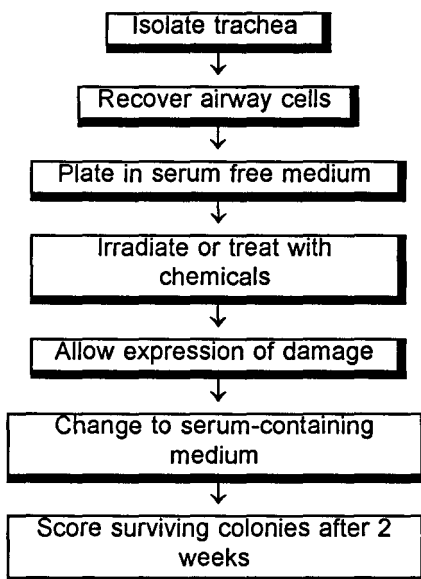 Isolate trachea
Recover airway cells
Plate in serum free medium
Irradiate or treat with
chemicals
Allow expression of damage
Change to serum-containing
medium
Score surviving colonies after 2
weeks